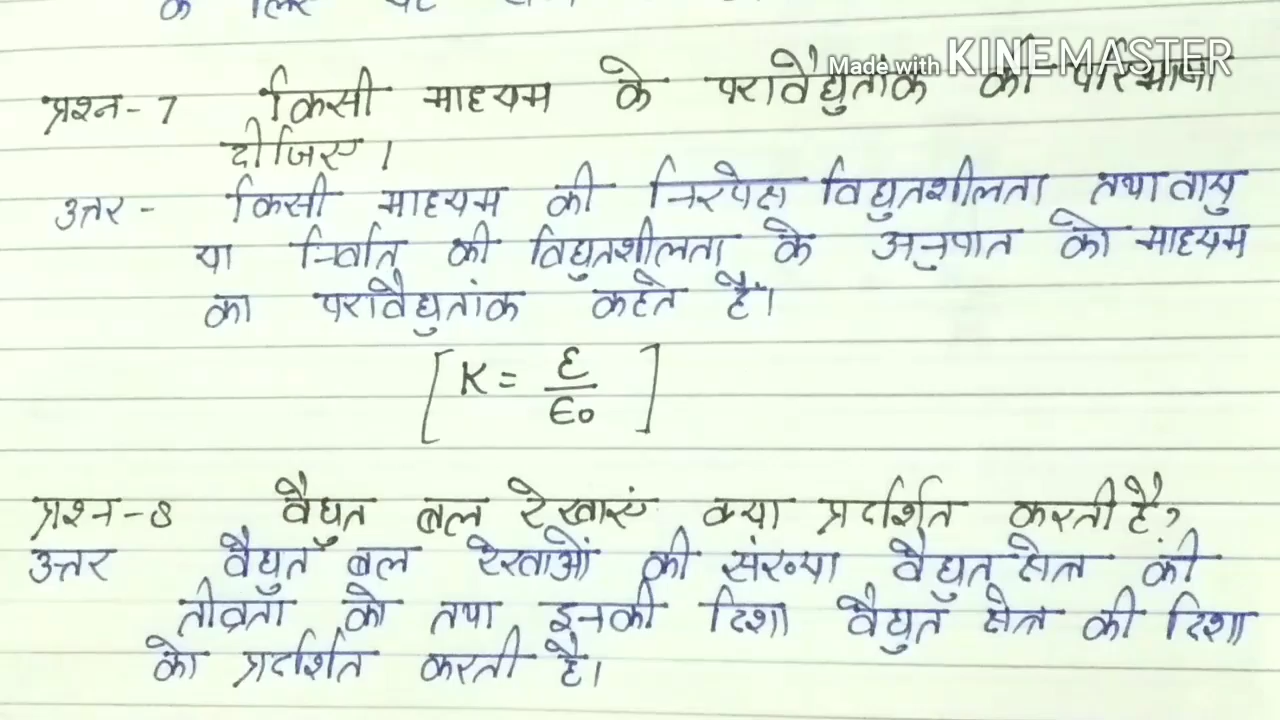 के लिए
Made with KINEMASTER
प्रश्न-7 किसी माध्यम के परावैद्युतांक की परिभाषा
दीजिए।
उत्तर - किसी माध्यम की निरपेक्ष विद्युतशीलता तथा वायु
या निर्वात की विद्युतशीलता के अनुपात को माध्यम
का परावैद्युतांक कहते हैं।
[K = ε/ε₀]
प्रश्न-8 वैद्युत बल रेखाएं क्या प्रदर्शित करती है?
उत्तर वैद्युत बल रेखाओं की संख्या वैद्युत क्षेत्र की
तीव्रता को तथा इनकी दिशा वैद्युत क्षेत्र की दिशा
को प्रदर्शित करती है।